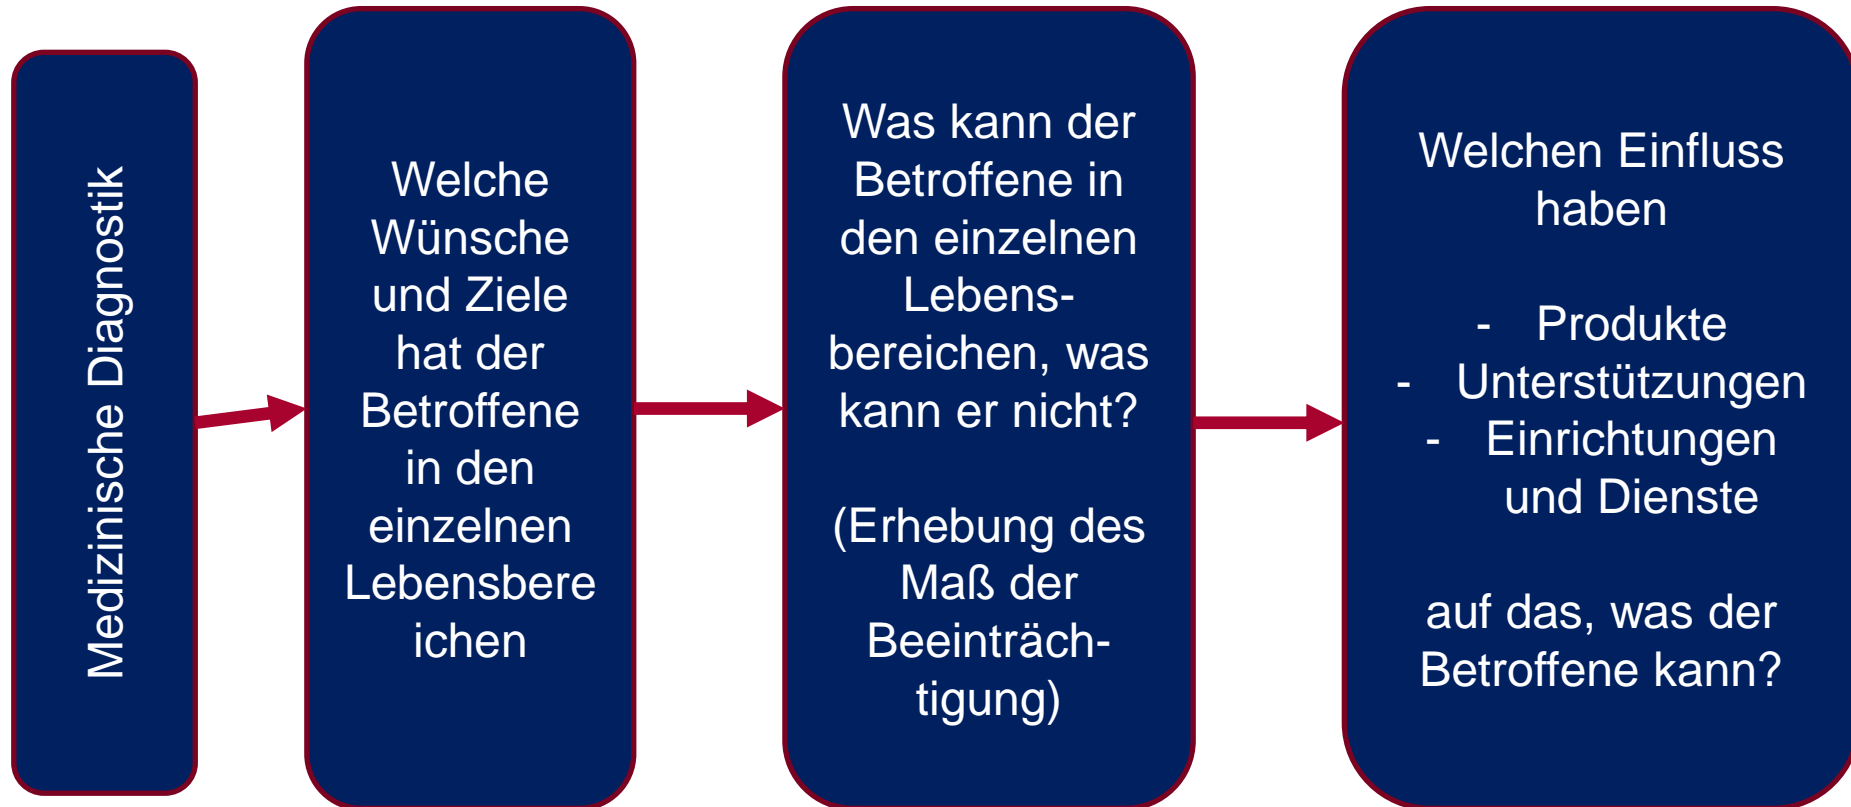 Medizinische Diagnostik
Welche
Wünsche
und Ziele
hat der
Betroffene
in den
einzelnen
Lebensbere
ichen
Was kann der
Betroffene in
den einzelnen
Lebens-
bereichen, was
kann er nicht?
(Erhebung des
Maß der
Beeinträch-
tigung)
Welchen Einfluss
haben
- Produkte
- Unterstützungen
- Einrichtungen
und Dienste
auf das, was der
Betroffene kann?